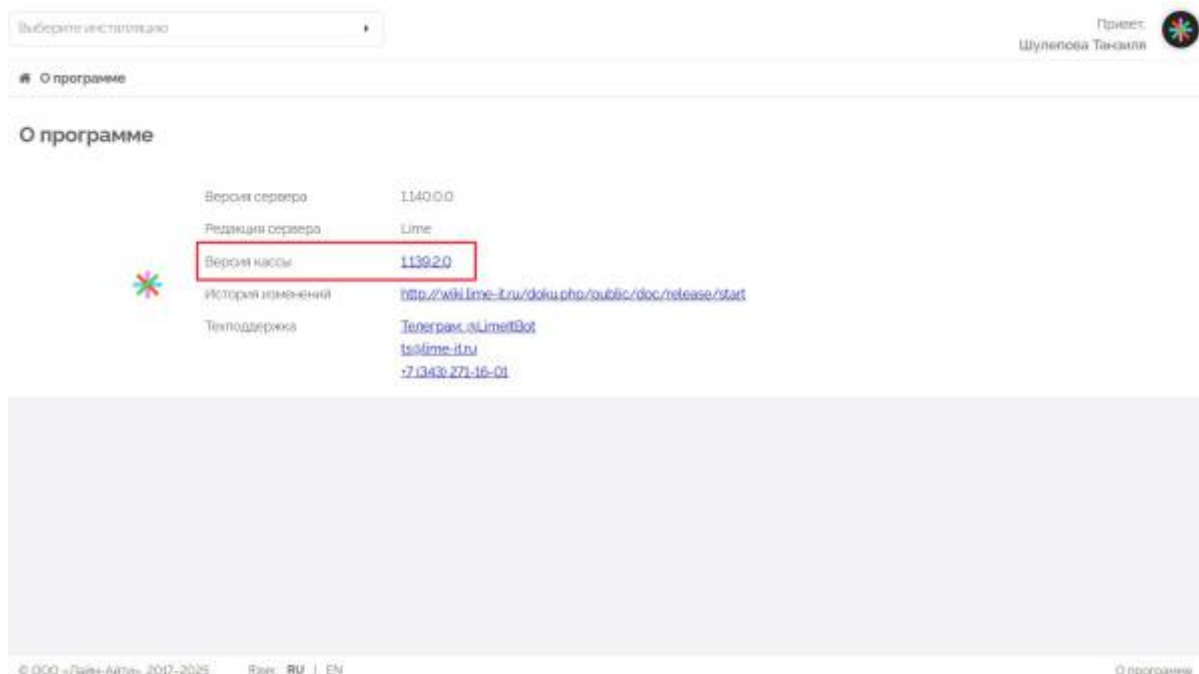 Выберите инсталляцию
Привет,
Шулепова Танзиля
О программе
О программе
Версия сервера 1.140.0.0
Редакция сервера Lime
Версия кассы 1.139.2.0
История изменений http://wiki.lime-it.ru/doku.php/public/doc/release/start
Техподдержка Телеграм: @LimeItBot
ts@lime-it.ru
+7 (343) 271-16-01
© ООО «Лайм-Айти», 2017-2025 Язык: RU | EN О программе